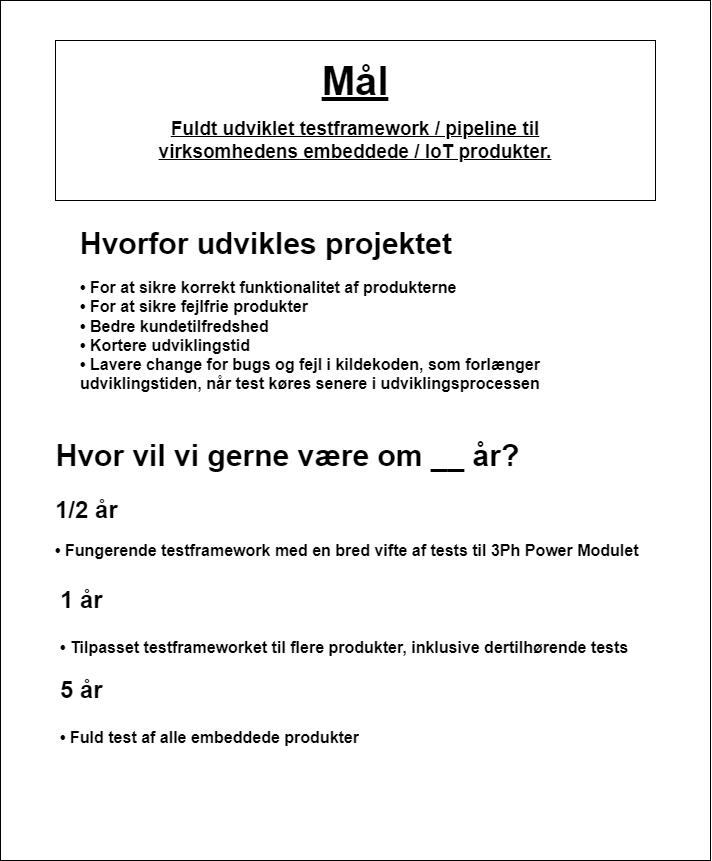 Mål
Fuldt udviklet testframework / pipeline til
virksomhedens embeddede / IoT produkter.
Hvorfor udvikles projektet
• For at sikre korrekt funktionalitet af produkterne
• For at sikre fejlfrie produkter
• Bedre kundetilfredshed
• Kortere udviklingstid
• Lavere change for bugs og fejl i kildekoden, som forlænger
udviklingstiden, når test køres senere i udviklingsprocessen
Hvor vil vi gerne være om __ år?
1/2 år
• Fungerende testframework med en bred vifte af tests til 3Ph Power Modulet
1 år
• Tilpasset testframeworket til flere produkter, inklusive dertilhørende tests
5 år
• Fuld test af alle embeddede produkter